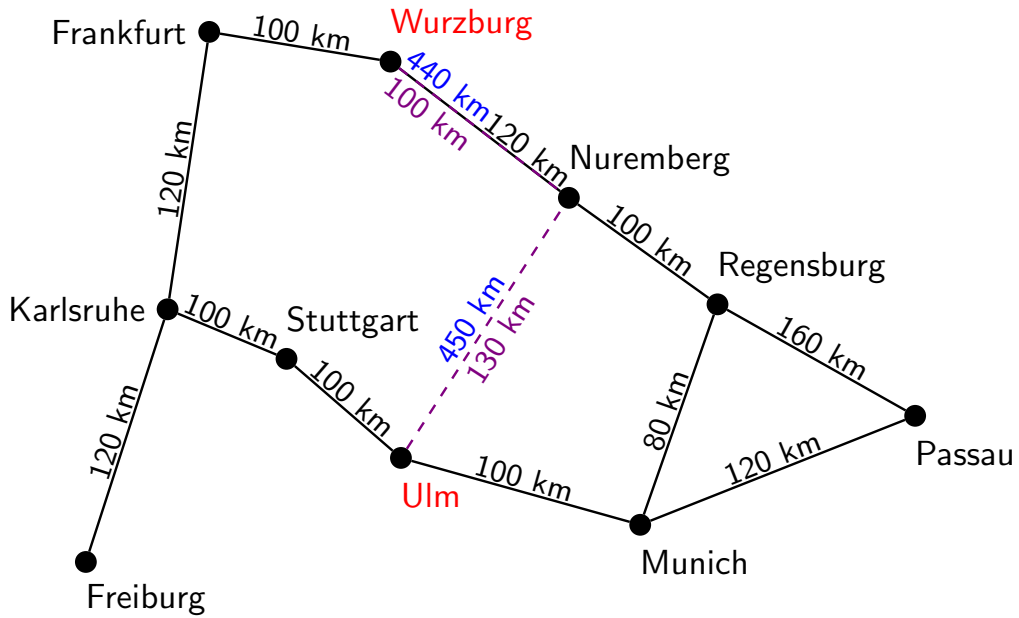 Wurzburg
Frankfurt
100 km
440 km
100 km
120 km
Nuremberg
120 km
100 km
Regensburg
Karlsruhe
100 km
Stuttgart
450 km
130 km
160 km
100 km
80 km
120 km
Passau
120 km
100 km
Ulm
Munich
Freiburg